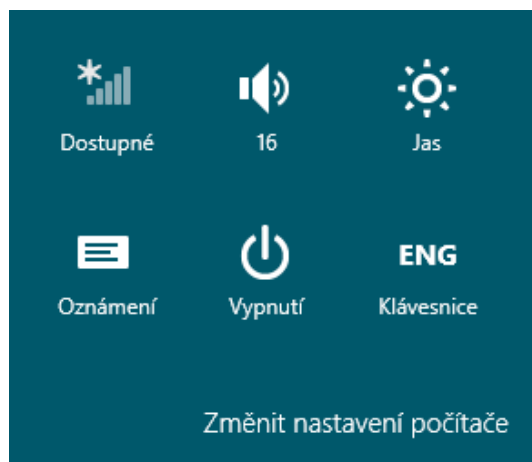 Dostupné 16 Jas
ENG
Oznámení Vypnutí Klávesnice
Změnit nastavení počítače